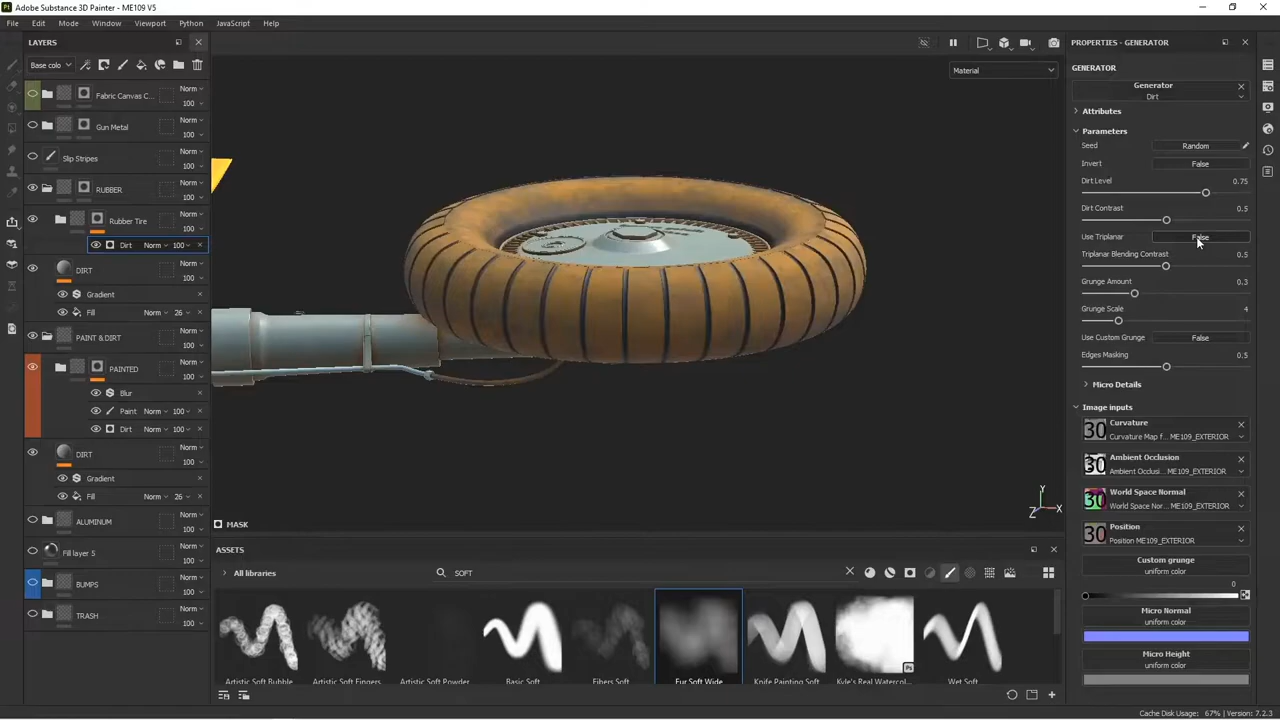 Adobe Substance 3D Painter - ME109 V5
File Edit Mode Window Viewport Python JavaScript Help
LAYERS
Base colo
Norm
100
Fabric Canvas C...
Norm
100
Gun Metal
Norm
100
Slip Stripes
Norm
100
RUBBER
Norm
100
Rubber Tire
Norm
100
Dirt Norm 100
DIRT
Norm
100
Gradient
Fill 26
PAINT & DIRT
Norm
100
PAINTED
Norm
100
Blur
Paint Norm 100
Dirt Norm 100
DIRT
Norm
100
Gradient
Fill Norm 26
ALUMINUM
Norm
100
Fill layer 5
Norm
100
BUMPS
Norm
100
TRASH
Norm
100
Material
MASK
Y
Z X
ASSETS
All libraries
SOFT
Artistic Soft Bubble
Artistic Soft Fingers
Artistic Soft Powder
Basic Soft
Fibers Soft
Fur Soft Wide
Knife Painting Soft
Kyle's Real Watercol...
Wet Soft
PROPERTIES - GENERATOR
GENERATOR
Generator
Dirt
Attributes
Parameters
Seed Random
Invert False
Dirt Level 0.75
Dirt Contrast 0.5
Use Triplanar False
Triplanar Blending Contrast 0.5
Grunge Amount 0.3
Grunge Scale 4
Use Custom Grunge False
Edges Masking 0.5
Micro Details
Image inputs
Curvature
Curvature Map f... ME109_EXTERIOR
Ambient Occlusion
Ambient Occlusi... ME109_EXTERIOR
World Space Normal
World Space Nor... ME109_EXTERIOR
Position
Position ME109_EXTERIOR
Custom grunge
uniform color
0
Micro Normal
uniform color
Micro Height
uniform color
Cache Disk Usage: 67% | Version: 7.2.3